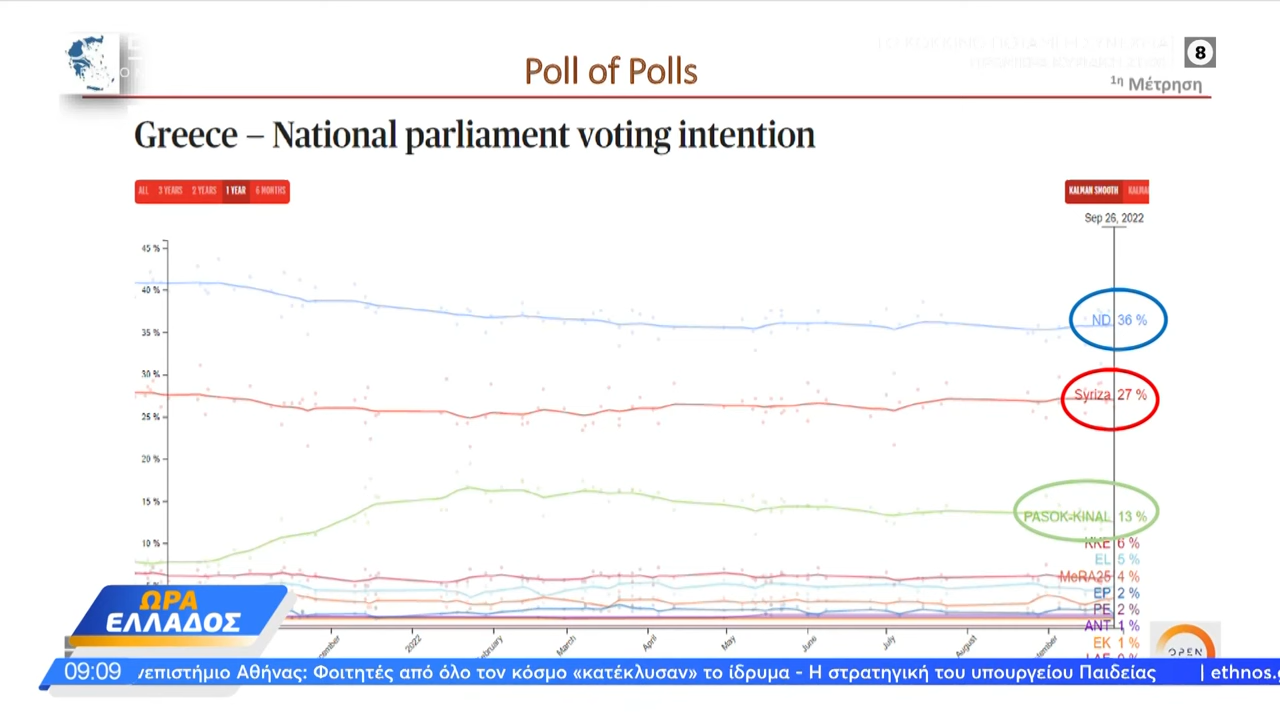 Poll of Polls
8
1η Μέτρηση
Greece – National parliament voting intention
ALL 3 YEARS 2 YEARS 1 YEAR 6 MONTHS
KALMAN SMOOTH
Sep 26, 2022
45 %
40 %
35 %
30 %
25 %
20 %
15 %
10 %
ND 36 %
Syriza 27 %
PASOK-KINAL 13 %
KKE 6 %
EL 5 %
MeRA25 4 %
EP 2 %
PE 2 %
ANT 1 %
EK 1 %
2022
March
April
May
June
July
August
ΩΡΑ
ΕΛΛΑΔΟΣ
OPEN
09:09
νεπιστήμιο Αθήνας: Φοιτητές από όλο τον κόσμο «κατέκλυσαν» το ίδρυμα - Η στρατηγική του υπουργείου Παιδείας | ethnos.g